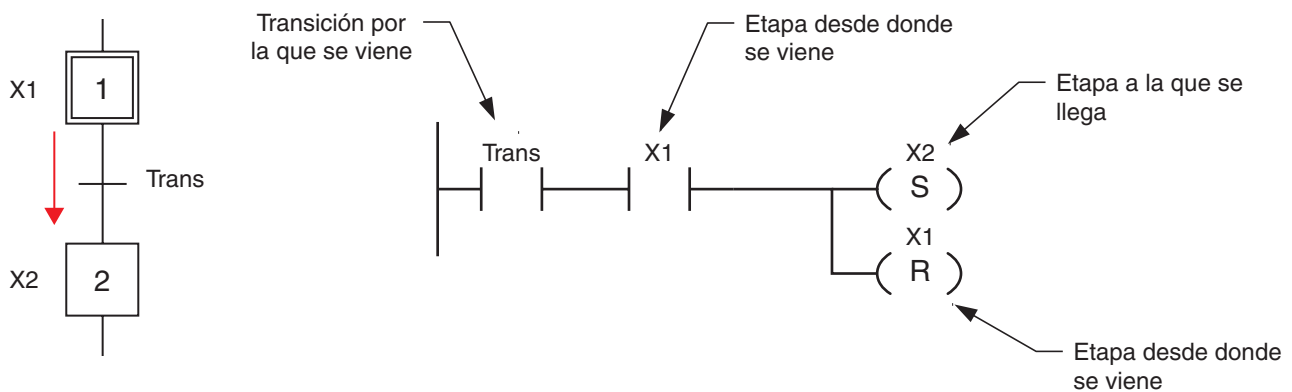 X1
1
Trans
X2
2
Transición por
la que se viene
Etapa desde donde
se viene
Etapa a la que se
llega
Trans
X1
X2
S
X1
R
Etapa desde donde
se viene